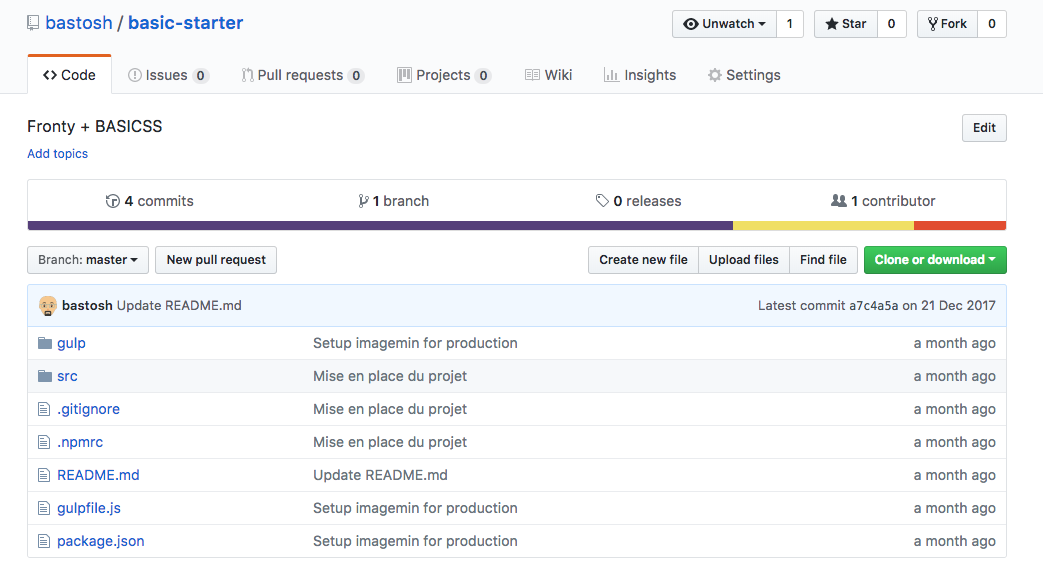 bastosh / basic-starter Unwatch 1 Star 0 Fork 0
Code Issues 0 Pull requests 0 Projects 0 Wiki Insights Settings
Fronty + BASICSS Edit
Add topics
4 commits 1 branch 0 releases 1 contributor
Branch: master New pull request Create new file Upload files Find file Clone or download
bastosh Update README.md Latest commit a7c4a5a on 21 Dec 2017
gulp Setup imagemin for production a month ago
src Mise en place du projet a month ago
.gitignore Mise en place du projet a month ago
.npmrc Mise en place du projet a month ago
README.md Update README.md a month ago
gulpfile.js Setup imagemin for production a month ago
package.json Setup imagemin for production a month ago